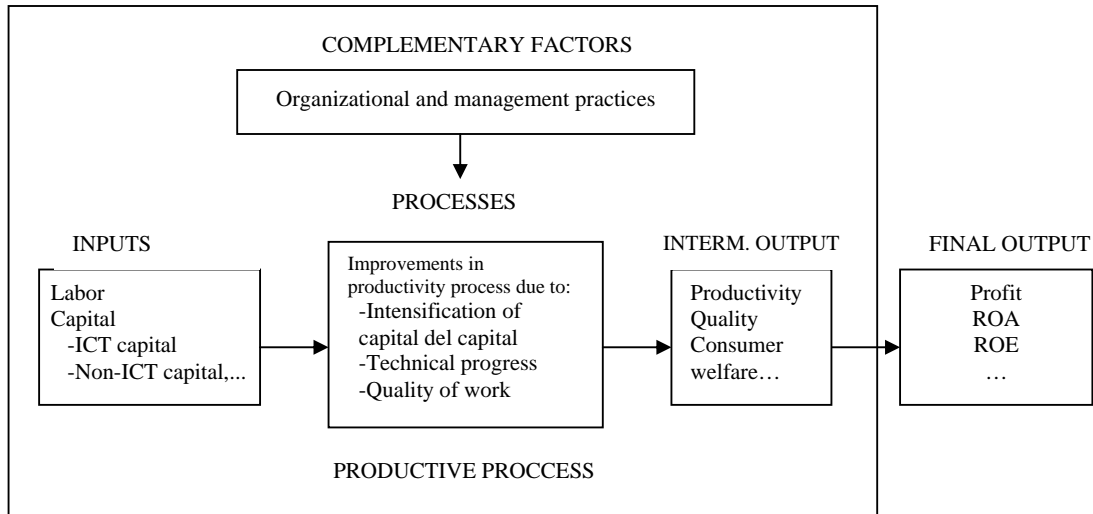 COMPLEMENTARY FACTORS
Organizational and management practices
PROCESSES
INPUTS
Labor
Capital
-ICT capital
-Non-ICT capital,...
Improvements in
productivity process due to:
-Intensification of
capital del capital
-Technical progress
-Quality of work
INTERM. OUTPUT
Productivity
Quality
Consumer
welfare…
FINAL OUTPUT
Profit
ROA
ROE
…
PRODUCTIVE PROCCESS